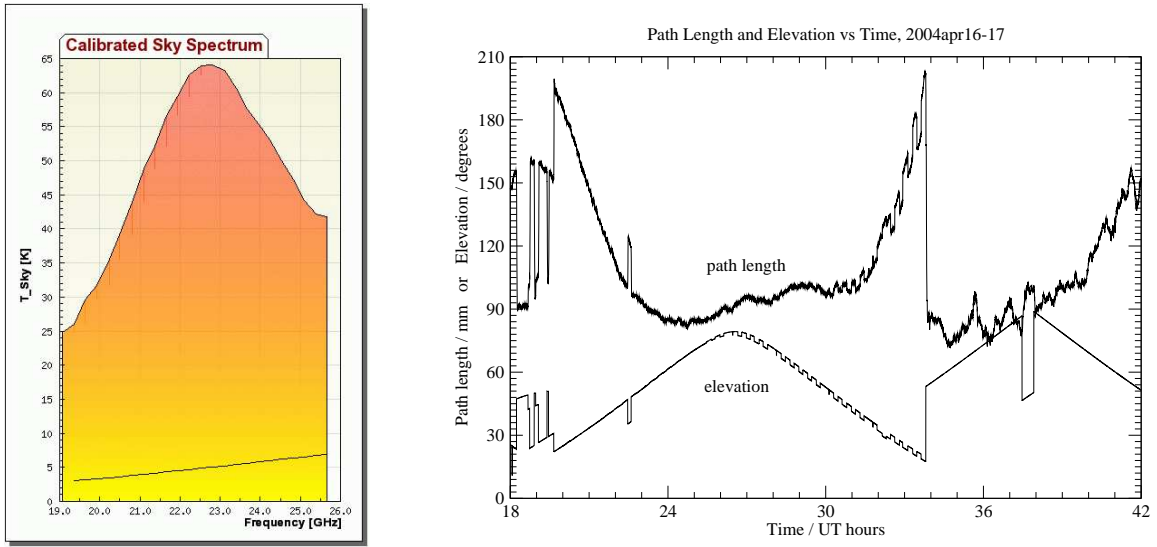 Calibrated Sky Spectrum
65
60
55
50
45
40
35
30
25
20
15
10
5
0
T_Sky [K]
19.0 20.0 21.0 22.0 23.0 24.0 25.0 26.0
Frequency [GHz]
Path Length and Elevation vs Time, 2004apr16-17
210
180
150
120
90
60
30
0
Path length / mm or Elevation / degrees
path length
elevation
18 24 30 36 42
Time / UT hours